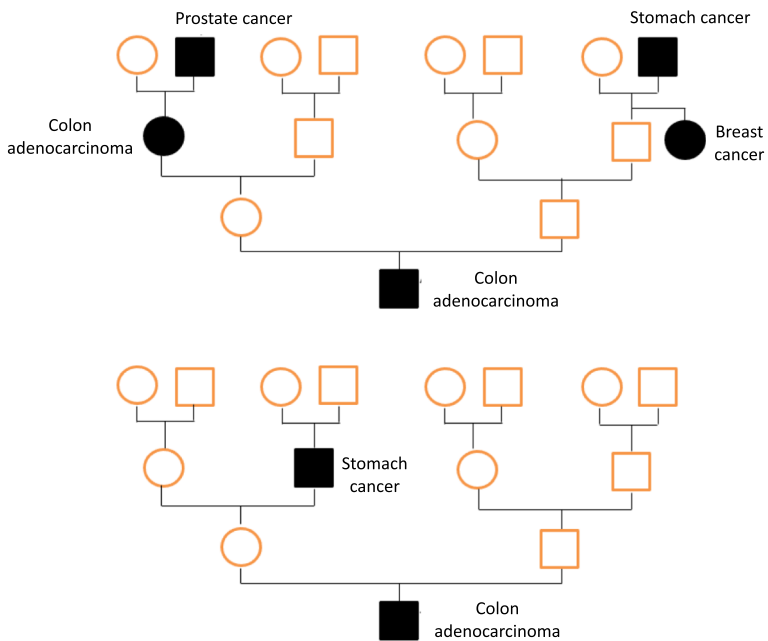 Prostate cancer
Stomach cancer
Colon
adenocarcinoma
Breast
cancer
Colon
adenocarcinoma
Stomach
cancer
Colon
adenocarcinoma